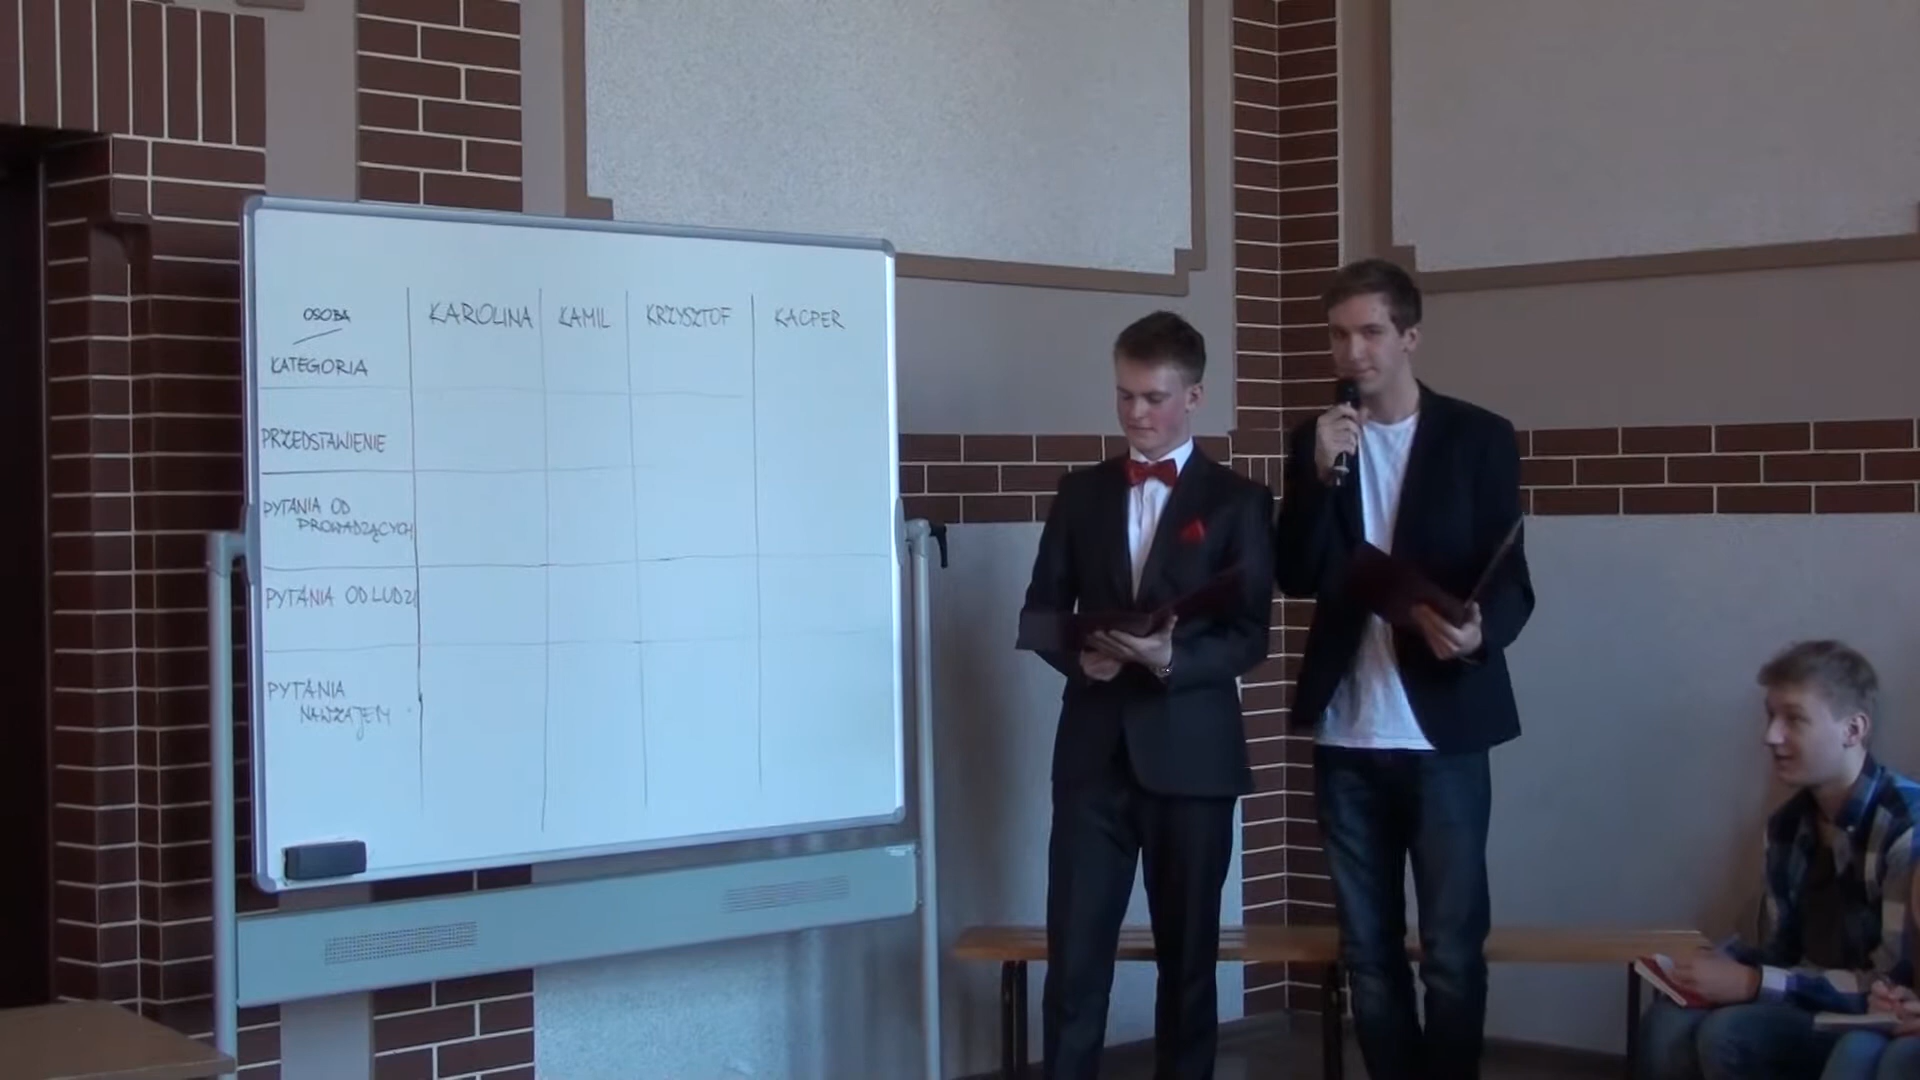 OSOBA KAROLINA KAMIL KRZYSZTOF KACPER
KATEGORIA
PRZEDSTAWIENIE
PYTANIA OD
PROWADZĄCYCH
PYTANIA OD LUDZI
PYTANIA
NAWZAJEM